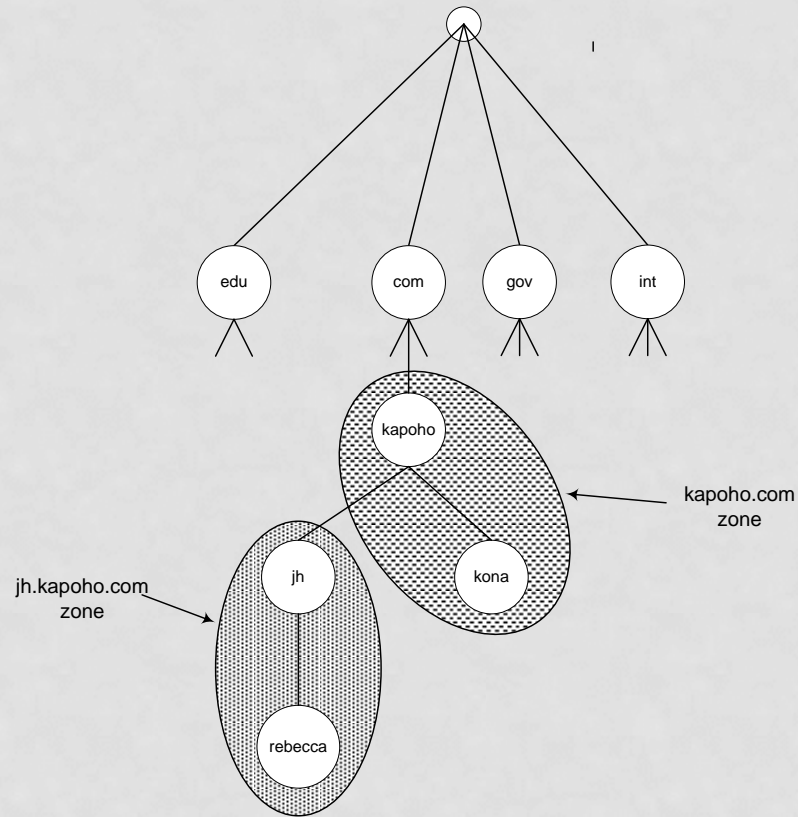 edu
com
gov
int
kapoho
kapoho.com
zone
jh
kona
jh.kapoho.com
zone
rebecca